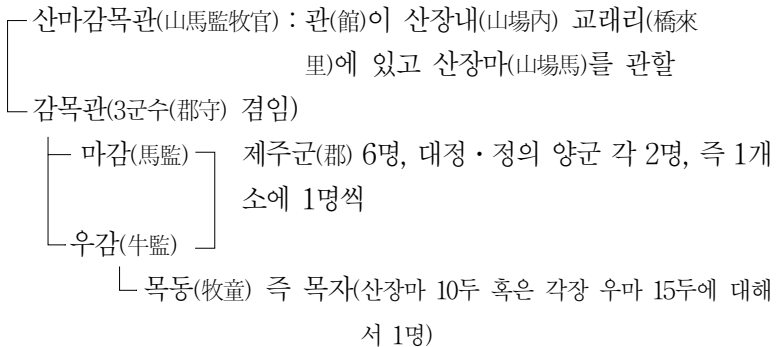 산마감목관(山馬監牧官) : 관(館)이 산장내(山場內) 교래리(橋來
里)에 있고 산장마(山場馬)를 관할
감목관(3군수(郡守) 겸임)
마감(馬監) 제주군(郡) 6명, 대정·정의 양군 각 2명, 즉 1개
소에 1명씩
우감(牛監)
목동(牧童) 즉 목자(산장마 10두 혹은 각장 우마 15두에 대해
서 1명)